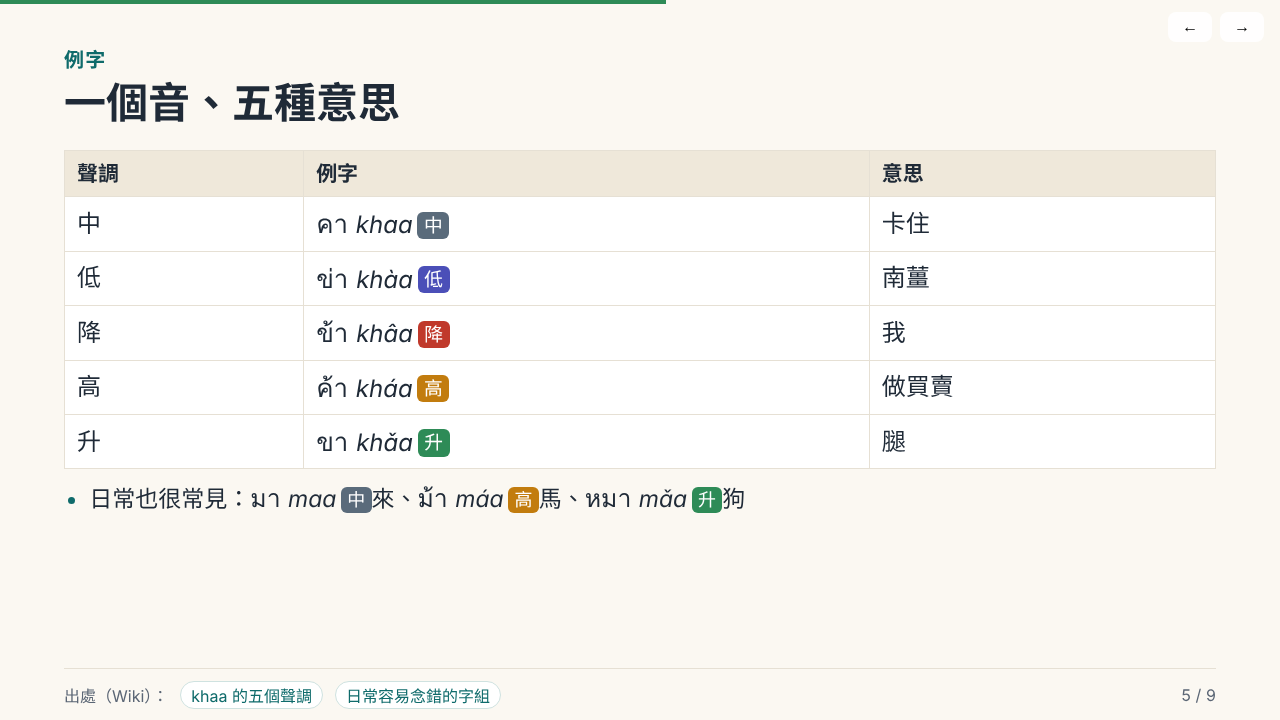 ← →
例字
一個音、五種意思
聲調 例字 意思
中 คา khaa 中 卡住
低 ข่า khàa 低 南薑
降 ข้า khâa 降 我
高 ค้า kháa 高 做買賣
升 ขา khǎa 升 腿
• 日常也很常見：มา maa 中來、ม้า máa 高馬、หมา mǎa 升狗
出處（Wiki）： khaa 的五個聲調 日常容易念錯的字組 5 / 9